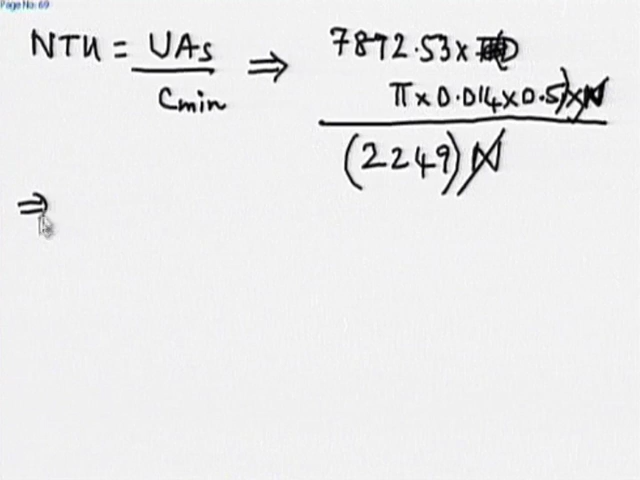 Page No: 69
NTU = UAs / Cmin ⇒ 7872.53 x
π x 0.014 x 0.5) x N
(2249) N
⇒